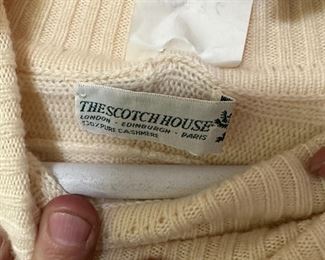 THE SCOTCH HOUSE
LONDON - EDINBURGH - PARIS
100% PURE CASHMERE